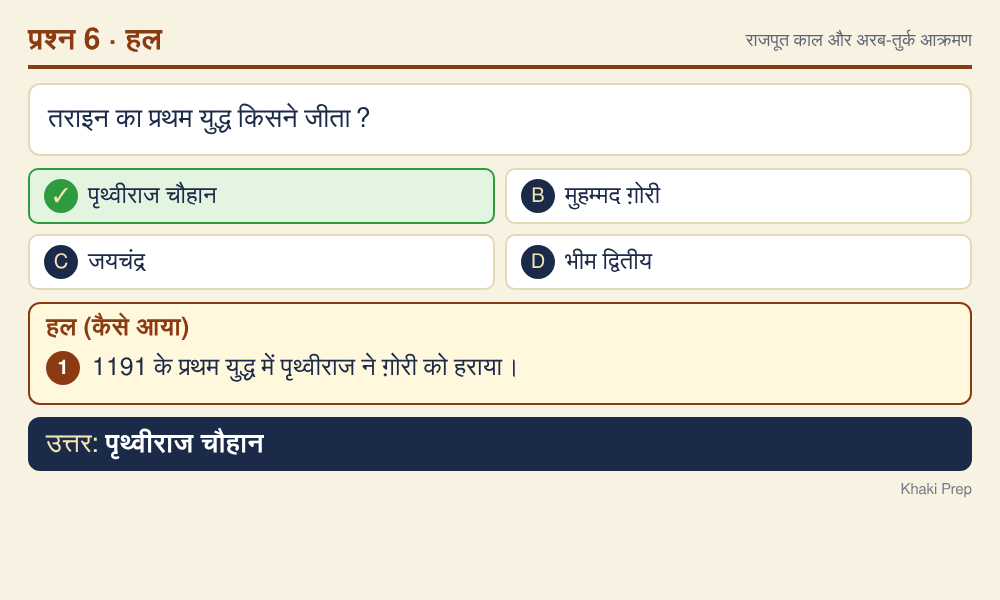 प्रश्न 6 · हल
राजपूत काल और अरब-तुर्क आक्रमण
तराइन का प्रथम युद्ध किसने जीता ?
✓ पृथ्वीराज चौहान
B मुहम्मद ग़ोरी
C जयचंद्र
D भीम द्वितीय
हल (कैसे आया)
1 1191 के प्रथम युद्ध में पृथ्वीराज ने ग़ोरी को हराया।
उत्तर: पृथ्वीराज चौहान
Khaki Prep